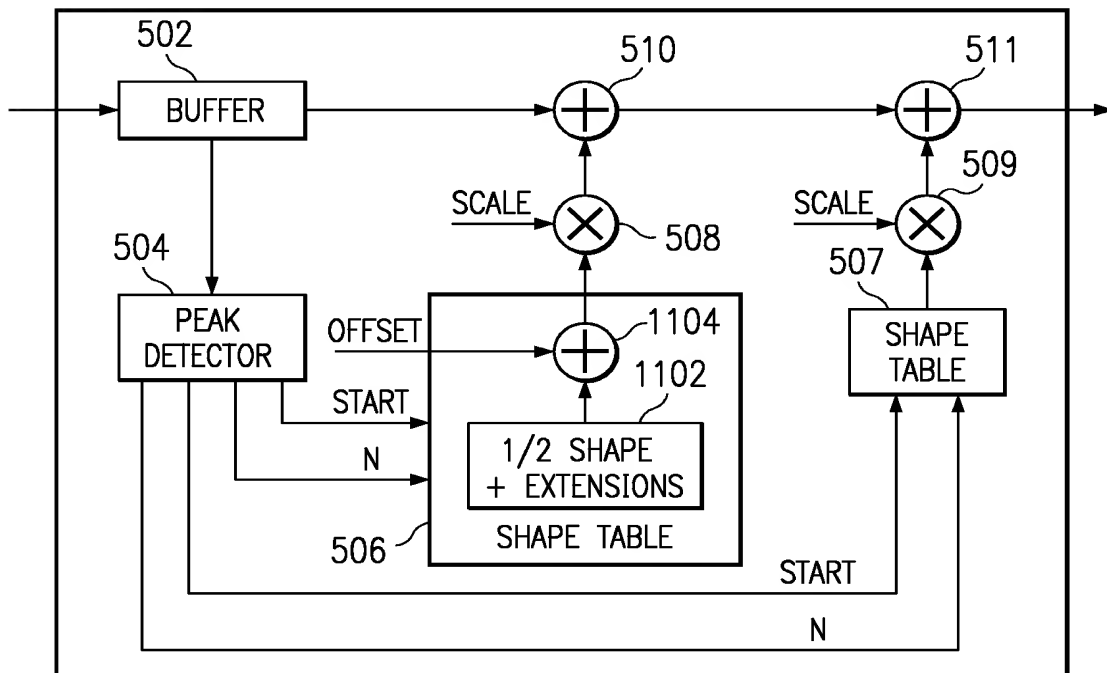 502
510
511
BUFFER
509
SCALE
SCALE
508
504
507
PEAK
DETECTOR
OFFSET
1104
SHAPE
TABLE
1102
START
1/2 SHAPE
+ EXTENSIONS
N
506
SHAPE TABLE
START
N